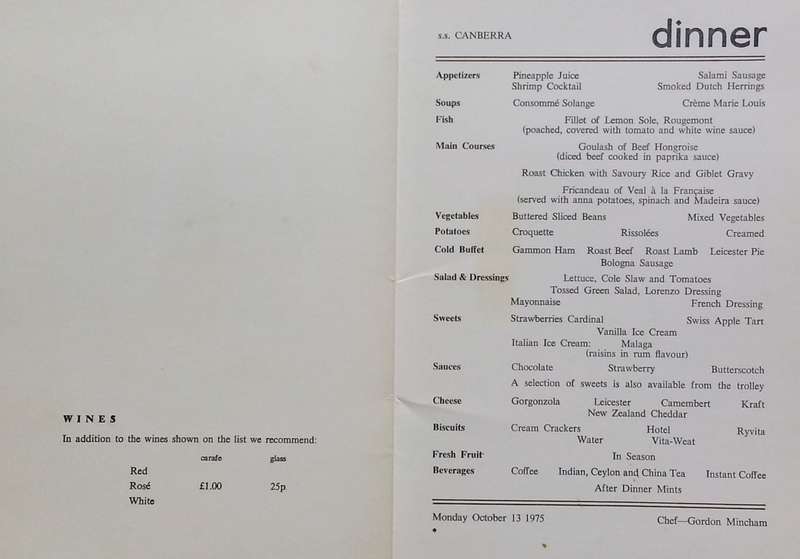 WINES
In addition to the wines shown on the list we recommend:
carafe glass
Red
Rosé £1.00 25p
White
s.s. CANBERRA dinner
Appetizers Pineapple Juice Salami Sausage
Shrimp Cocktail Smoked Dutch Herrings
Soups Consommé Solange Crème Marie Louis
Fish Fillet of Lemon Sole, Rougemont
(poached, covered with tomato and white wine sauce)
Main Courses Goulash of Beef Hongroise
(diced beef cooked in paprika sauce)
Roast Chicken with Savoury Rice and Giblet Gravy
Fricandeau of Veal à la Française
(served with anna potatoes, spinach and Madeira sauce)
Vegetables Buttered Sliced Beans Mixed Vegetables
Potatoes Croquette Rissolées Creamed
Cold Buffet Gammon Ham Roast Beef Roast Lamb Leicester Pie
Bologna Sausage
Salad & Dressings Lettuce, Cole Slaw and Tomatoes
Tossed Green Salad, Lorenzo Dressing
Mayonnaise French Dressing
Sweets Strawberries Cardinal Swiss Apple Tart
Vanilla Ice Cream
Italian Ice Cream: Malaga
(raisins in rum flavour)
Sauces Chocolate Strawberry Butterscotch
A selection of sweets is also available from the trolley
Cheese Gorgonzola Leicester Camembert Kraft
New Zealand Cheddar
Biscuits Cream Crackers Hotel Ryvita
Water Vita-Weat
Fresh Fruit In Season
Beverages Coffee Indian, Ceylon and China Tea Instant Coffee
After Dinner Mints
Monday October 13 1975 Chef—Gordon Mincham